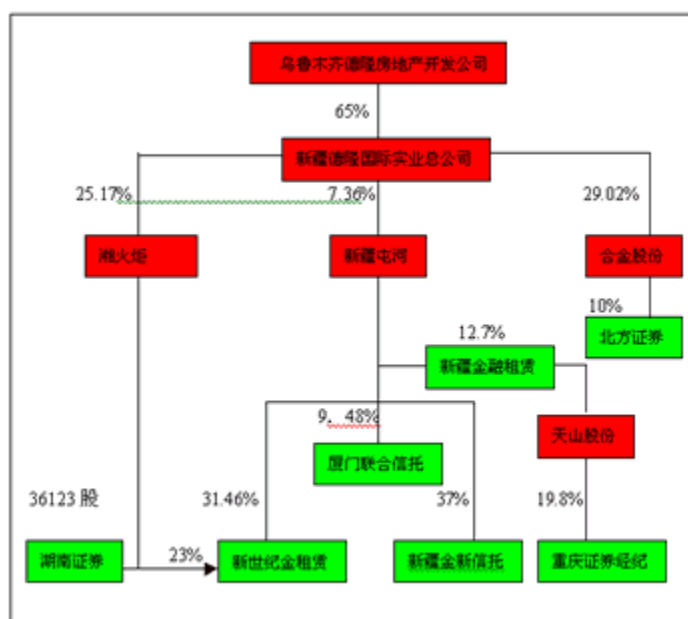 乌鲁木齐德隆房地产开发公司
65%
新疆德隆国际实业总公司
25.17%
7.36%
29.02%
湘火炬
新疆屯河
合金股份
10%
北方证券
12.7%
新疆金融租赁
9．48%
天山股份
厦门联合信托
36123 股
31.46%
37%
19.8%
湖南证券
23%
新世纪金租赁
新疆金新信托
重庆证券经纪